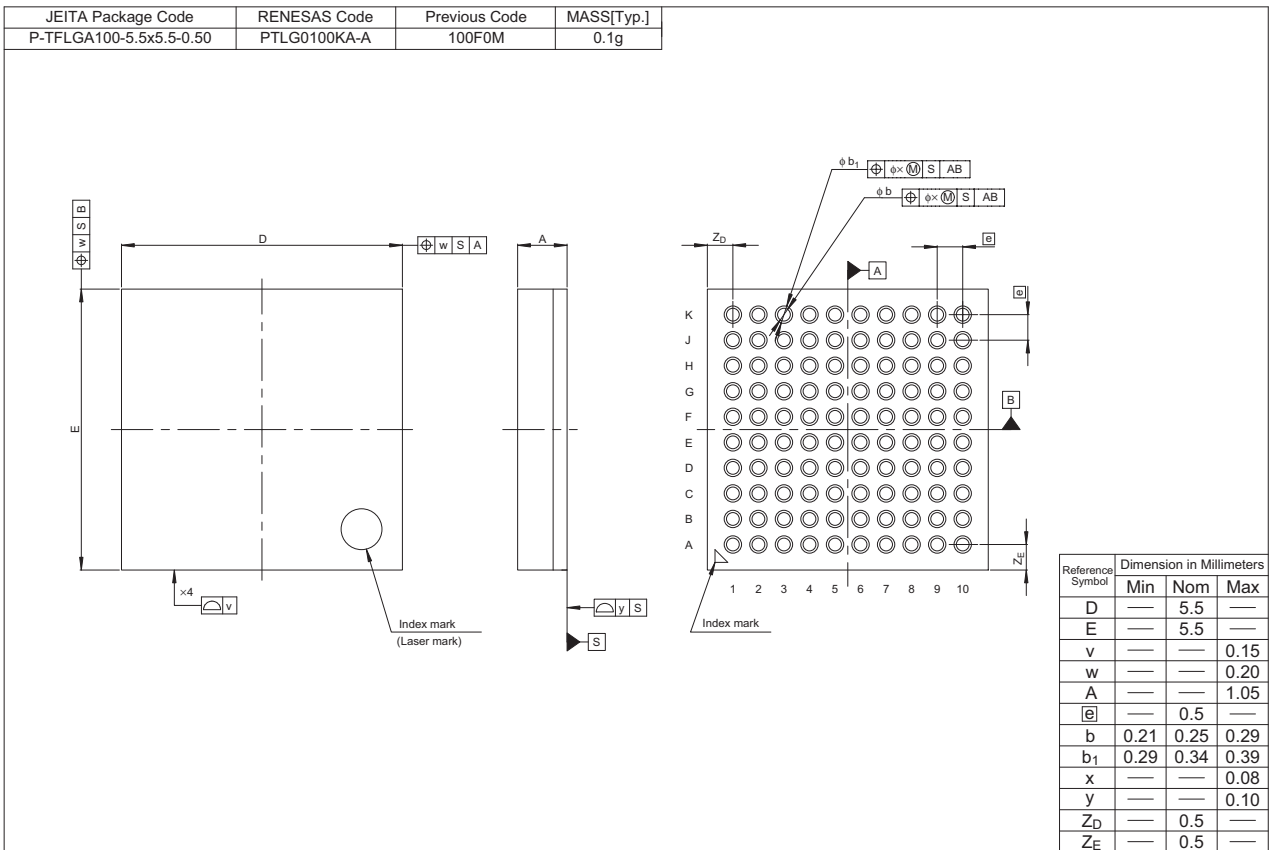 JEITA Package Code RENESAS Code Previous Code MASS[Typ.]
P-TFLGA100-5.5x5.5-0.50 PTLG0100KA-A 100F0M 0.1g
φ b1 ⌖ φ× Ⓜ S AB
φ b ⌖ φ× Ⓜ S AB
⌖ w S B
D
⌖ w S A
A
ZD
A
e
e
E
K
J
H
G
F
E
D
C
B
A
B
ZE
1 2 3 4 5 6 7 8 9 10
×4
⌓ v
Index mark
(Laser mark)
⌓ y S
S
Index mark
Reference Symbol Dimension in Millimeters
Min Nom Max
D — 5.5 —
E — 5.5 —
v — — 0.15
w — — 0.20
A — — 1.05
e — 0.5 —
b 0.21 0.25 0.29
b1 0.29 0.34 0.39
x — — 0.08
y — — 0.10
ZD — 0.5 —
ZE — 0.5 —